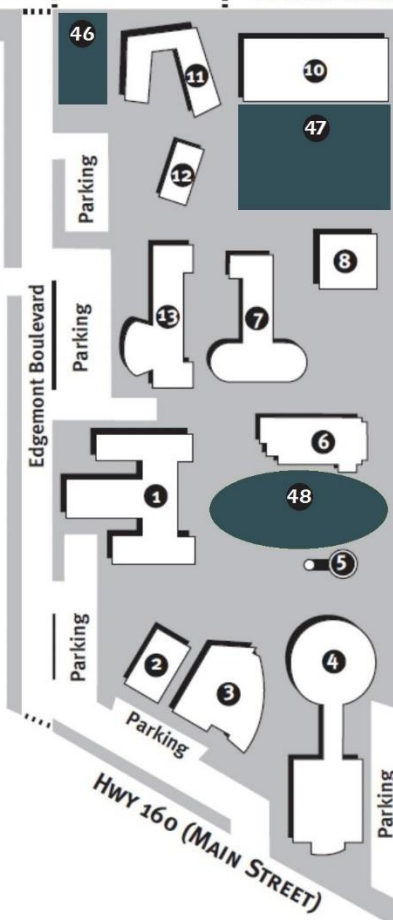 46
11
10
47
12
Parking
8
Edgemont Boulevard
Parking
13
7
6
1
48
5
Parking
2
3
4
Parking
Parking
HWY 160 (MAIN STREET)